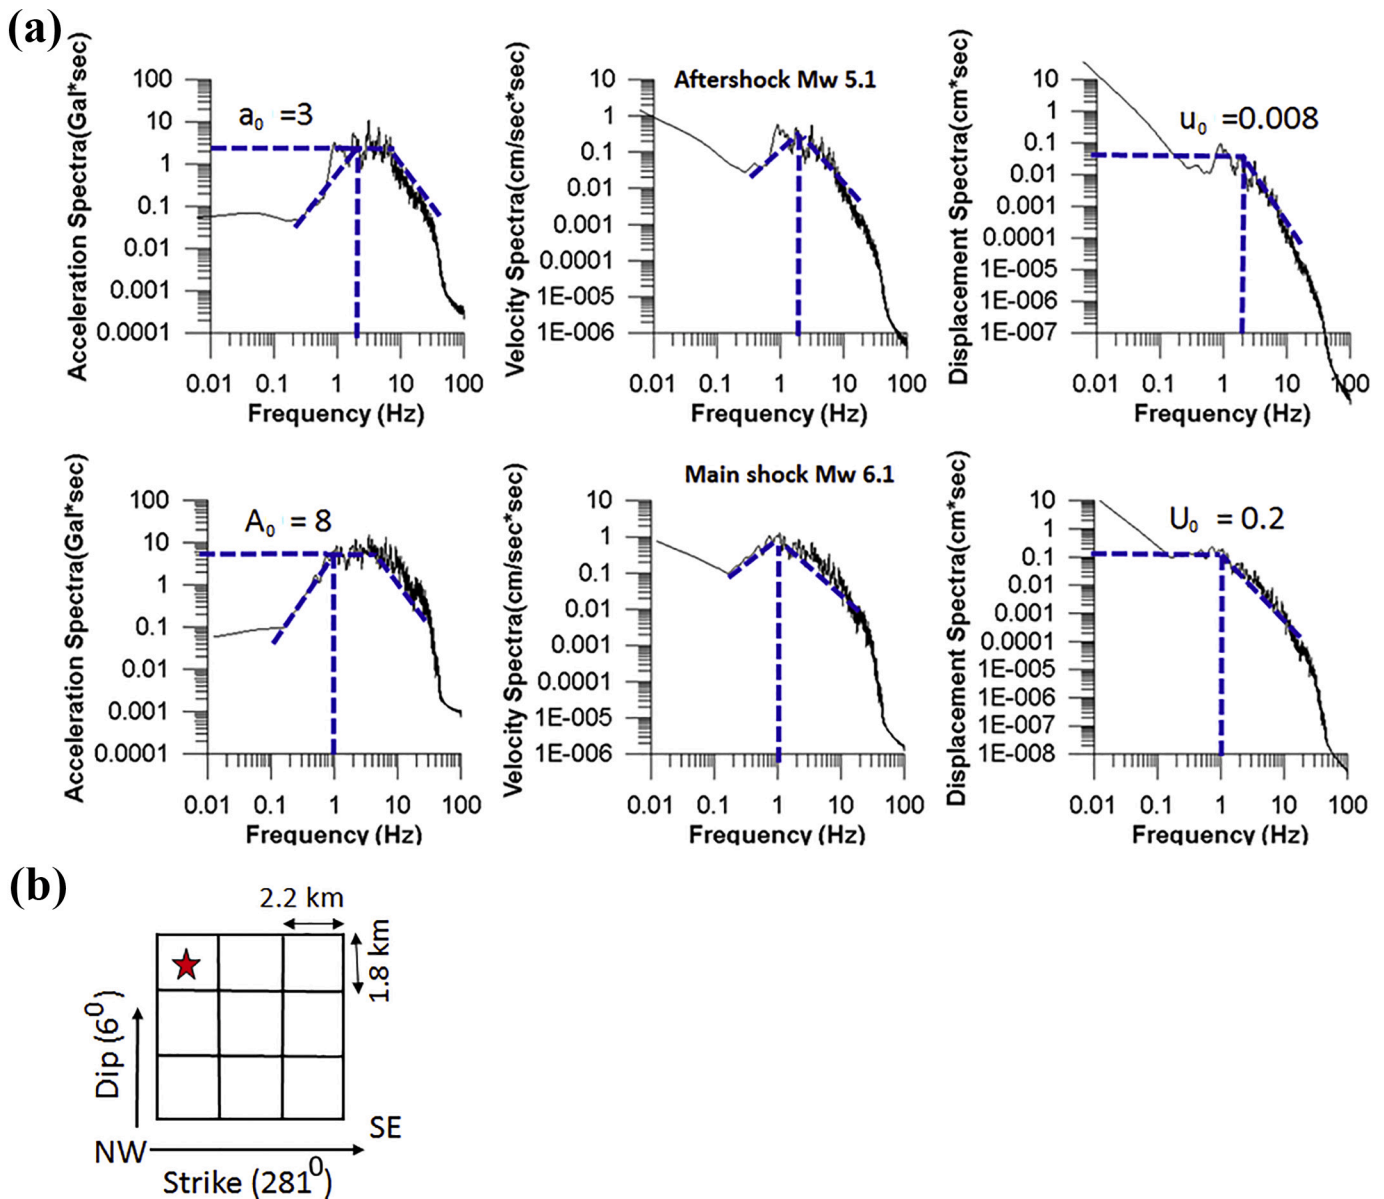 (a)
Acceleration Spectra(Gal*sec)
100
10
1
0.1
0.01
0.001
0.0001
a0 =3
0.01 0.1 1 10 100
Frequency (Hz)
Velocity Spectra(cm/sec*sec)
10
1
0.1
0.01
0.001
0.0001
1E-005
1E-006
Aftershock Mw 5.1
0.01 0.1 1 10 100
Frequency (Hz)
Displacement Spectra(cm*sec)
10
1
0.1
0.01
0.001
0.0001
1E-005
1E-006
1E-007
u0 =0.008
0.01 0.1 1 10 100
Frequency (Hz)
Acceleration Spectra(Gal*sec)
100
10
1
0.1
0.01
0.001
0.0001
A0 = 8
0.01 0.1 1 10 100
Frequency (Hz)
Velocity Spectra(cm/sec*sec)
10
1
0.1
0.01
0.001
0.0001
1E-005
1E-006
Main shock Mw 6.1
0.01 0.1 1 10 100
Frequency (Hz)
Displacement Spectra(cm*sec)
10
1
0.1
0.01
0.001
0.0001
1E-005
1E-006
1E-007
1E-008
U0 = 0.2
0.01 0.1 1 10 100
Frequency (Hz)
(b)
2.2 km
1.8 km
Dip (6⁰)
NW
SE
Strike (281⁰)